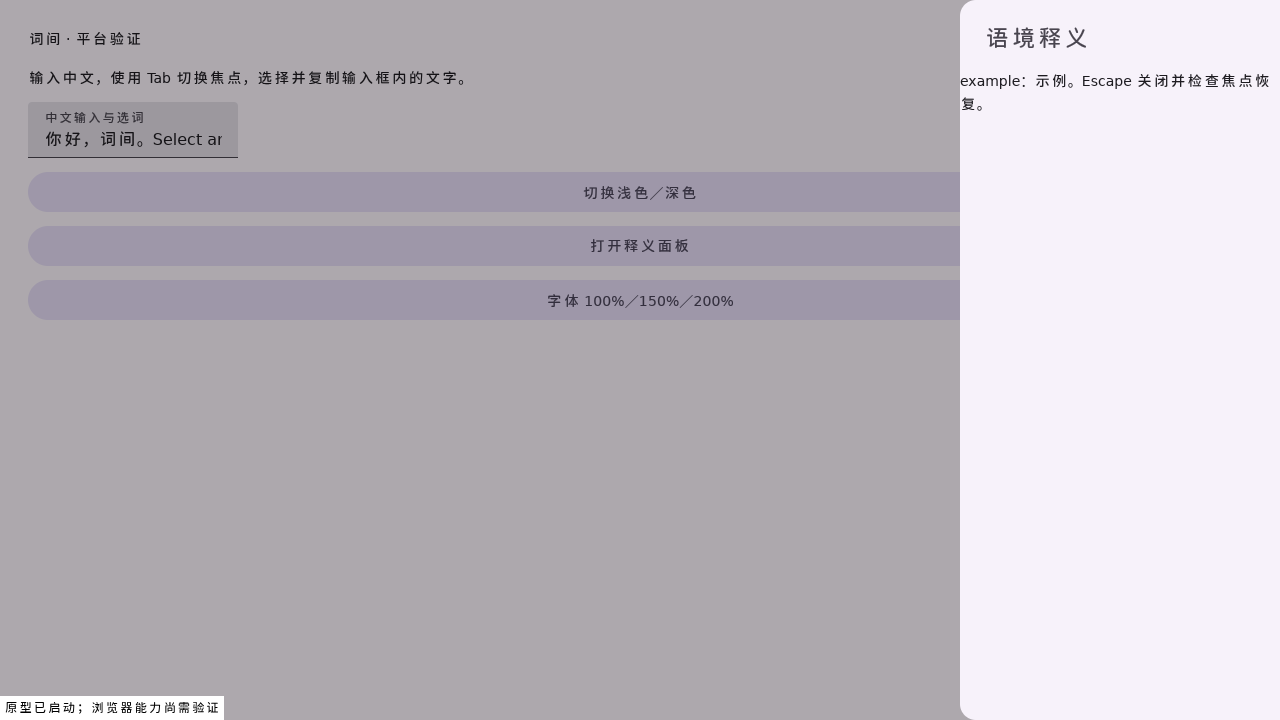 词间 · 平台验证
输入中文，使用 Tab 切换焦点，选择并复制输入框内的文字。
中文输入与选词
你好，词间。Select ar
切换浅色／深色
打开释义面板
字体 100%／150%／200%
语境释义
example：示例。Escape 关闭并检查焦点恢
复。
原型已启动；浏览器能力尚需验证